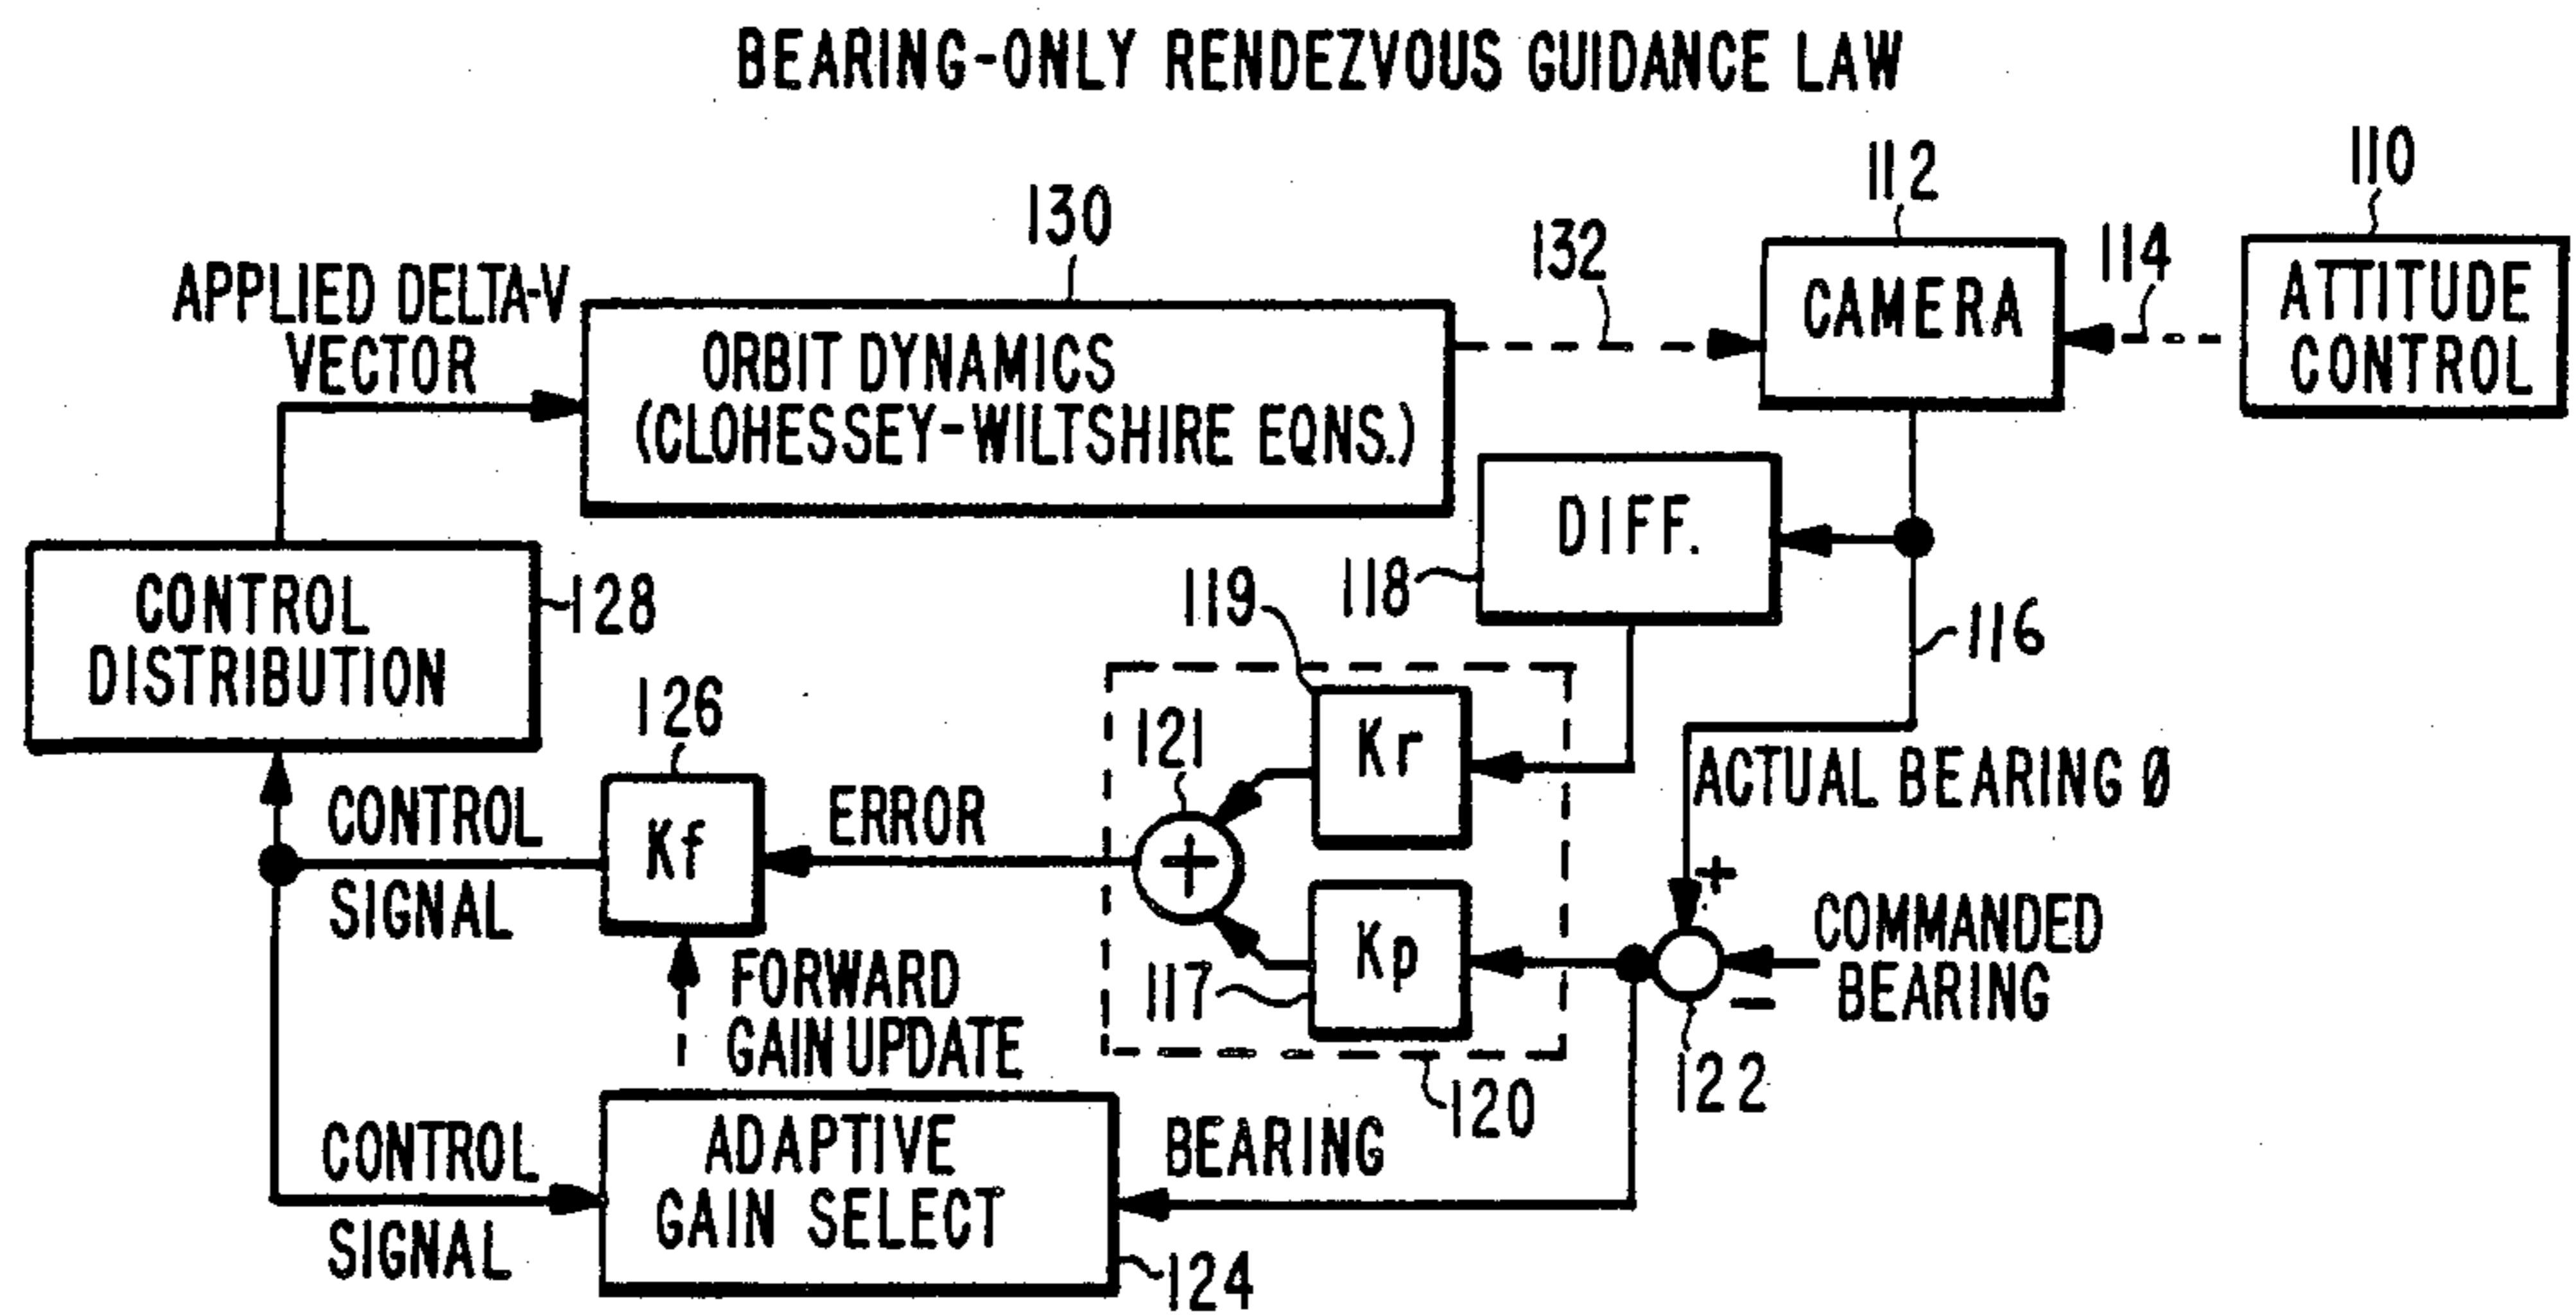 BEARING-ONLY RENDEZVOUS GUIDANCE LAW
110
112
130
114
132
ATTITUDE
CONTROL
CAMERA
APPLIED DELTA-V
VECTOR
ORBIT DYNAMICS
(CLOHESSEY-WILTSHIRE EQNS.)
DIFF.
118
119
116
CONTROL
DISTRIBUTION
128
126
121
Kr
ACTUAL BEARING Ø
CONTROL
SIGNAL
Kf
ERROR
+
+
Kp
117
COMMANDED
BEARING
−
122
FORWARD
GAIN UPDATE
120
CONTROL
SIGNAL
ADAPTIVE
GAIN SELECT
BEARING
124